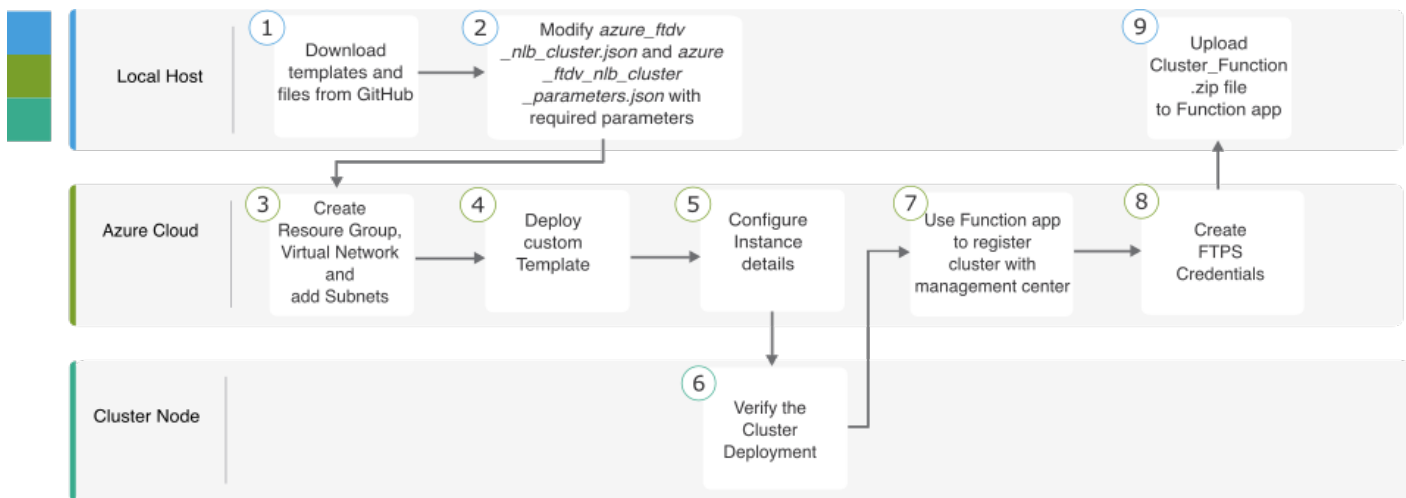 Local Host
1
Download
templates and
files from GitHub
2
Modify azure_ftdv
_nlb_cluster.json and azure
_ftdv_nlb_cluster
_parameters.json with
required parameters
9
Upload
Cluster_Function
.zip file
to Function app
Azure Cloud
3
Create
Resoure Group,
Virtual Network
and
add Subnets
4
Deploy
custom
Template
5
Configure
Instance
details
7
Use Function app
to register
cluster with
management center
8
Create
FTPS
Credentials
Cluster Node
6
Verify the
Cluster
Deployment